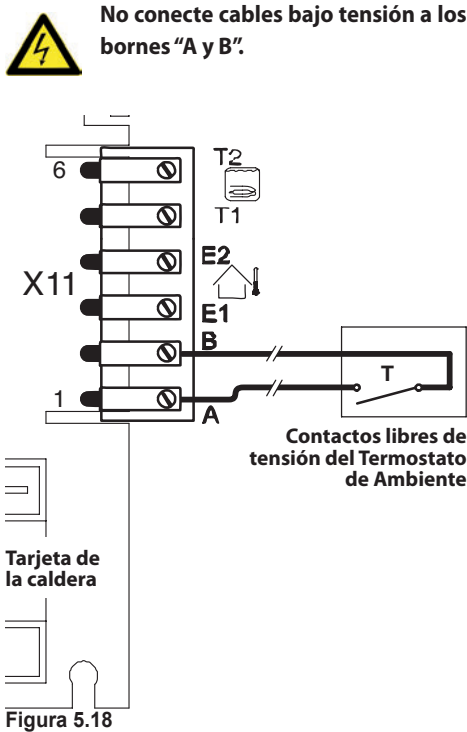 No conecte cables bajo tensión a los
bornes “A y B”.
6
T2
T1
X11
E2
E1
B
T
1
A
Contactos libres de
tensión del Termostato
de Ambiente
Tarjeta de
la caldera
Figura 5.18